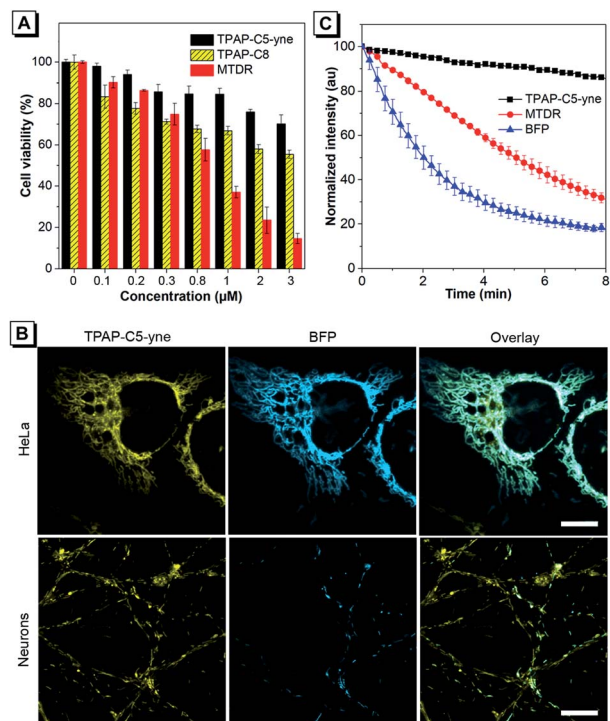 A
TPAP-C5-yne
TPAP-C8
MTDR
Cell viability (%)
120
100
80
60
40
20
0
0 0.1 0.2 0.3 0.8 1 2 3
Concentration (µM)
C
Normalized intensity (au)
100
80
60
40
20
0
TPAP-C5-yne
MTDR
BFP
0 2 4 6 8
Time (min)
B
TPAP-C5-yne BFP Overlay
HeLa
Neurons